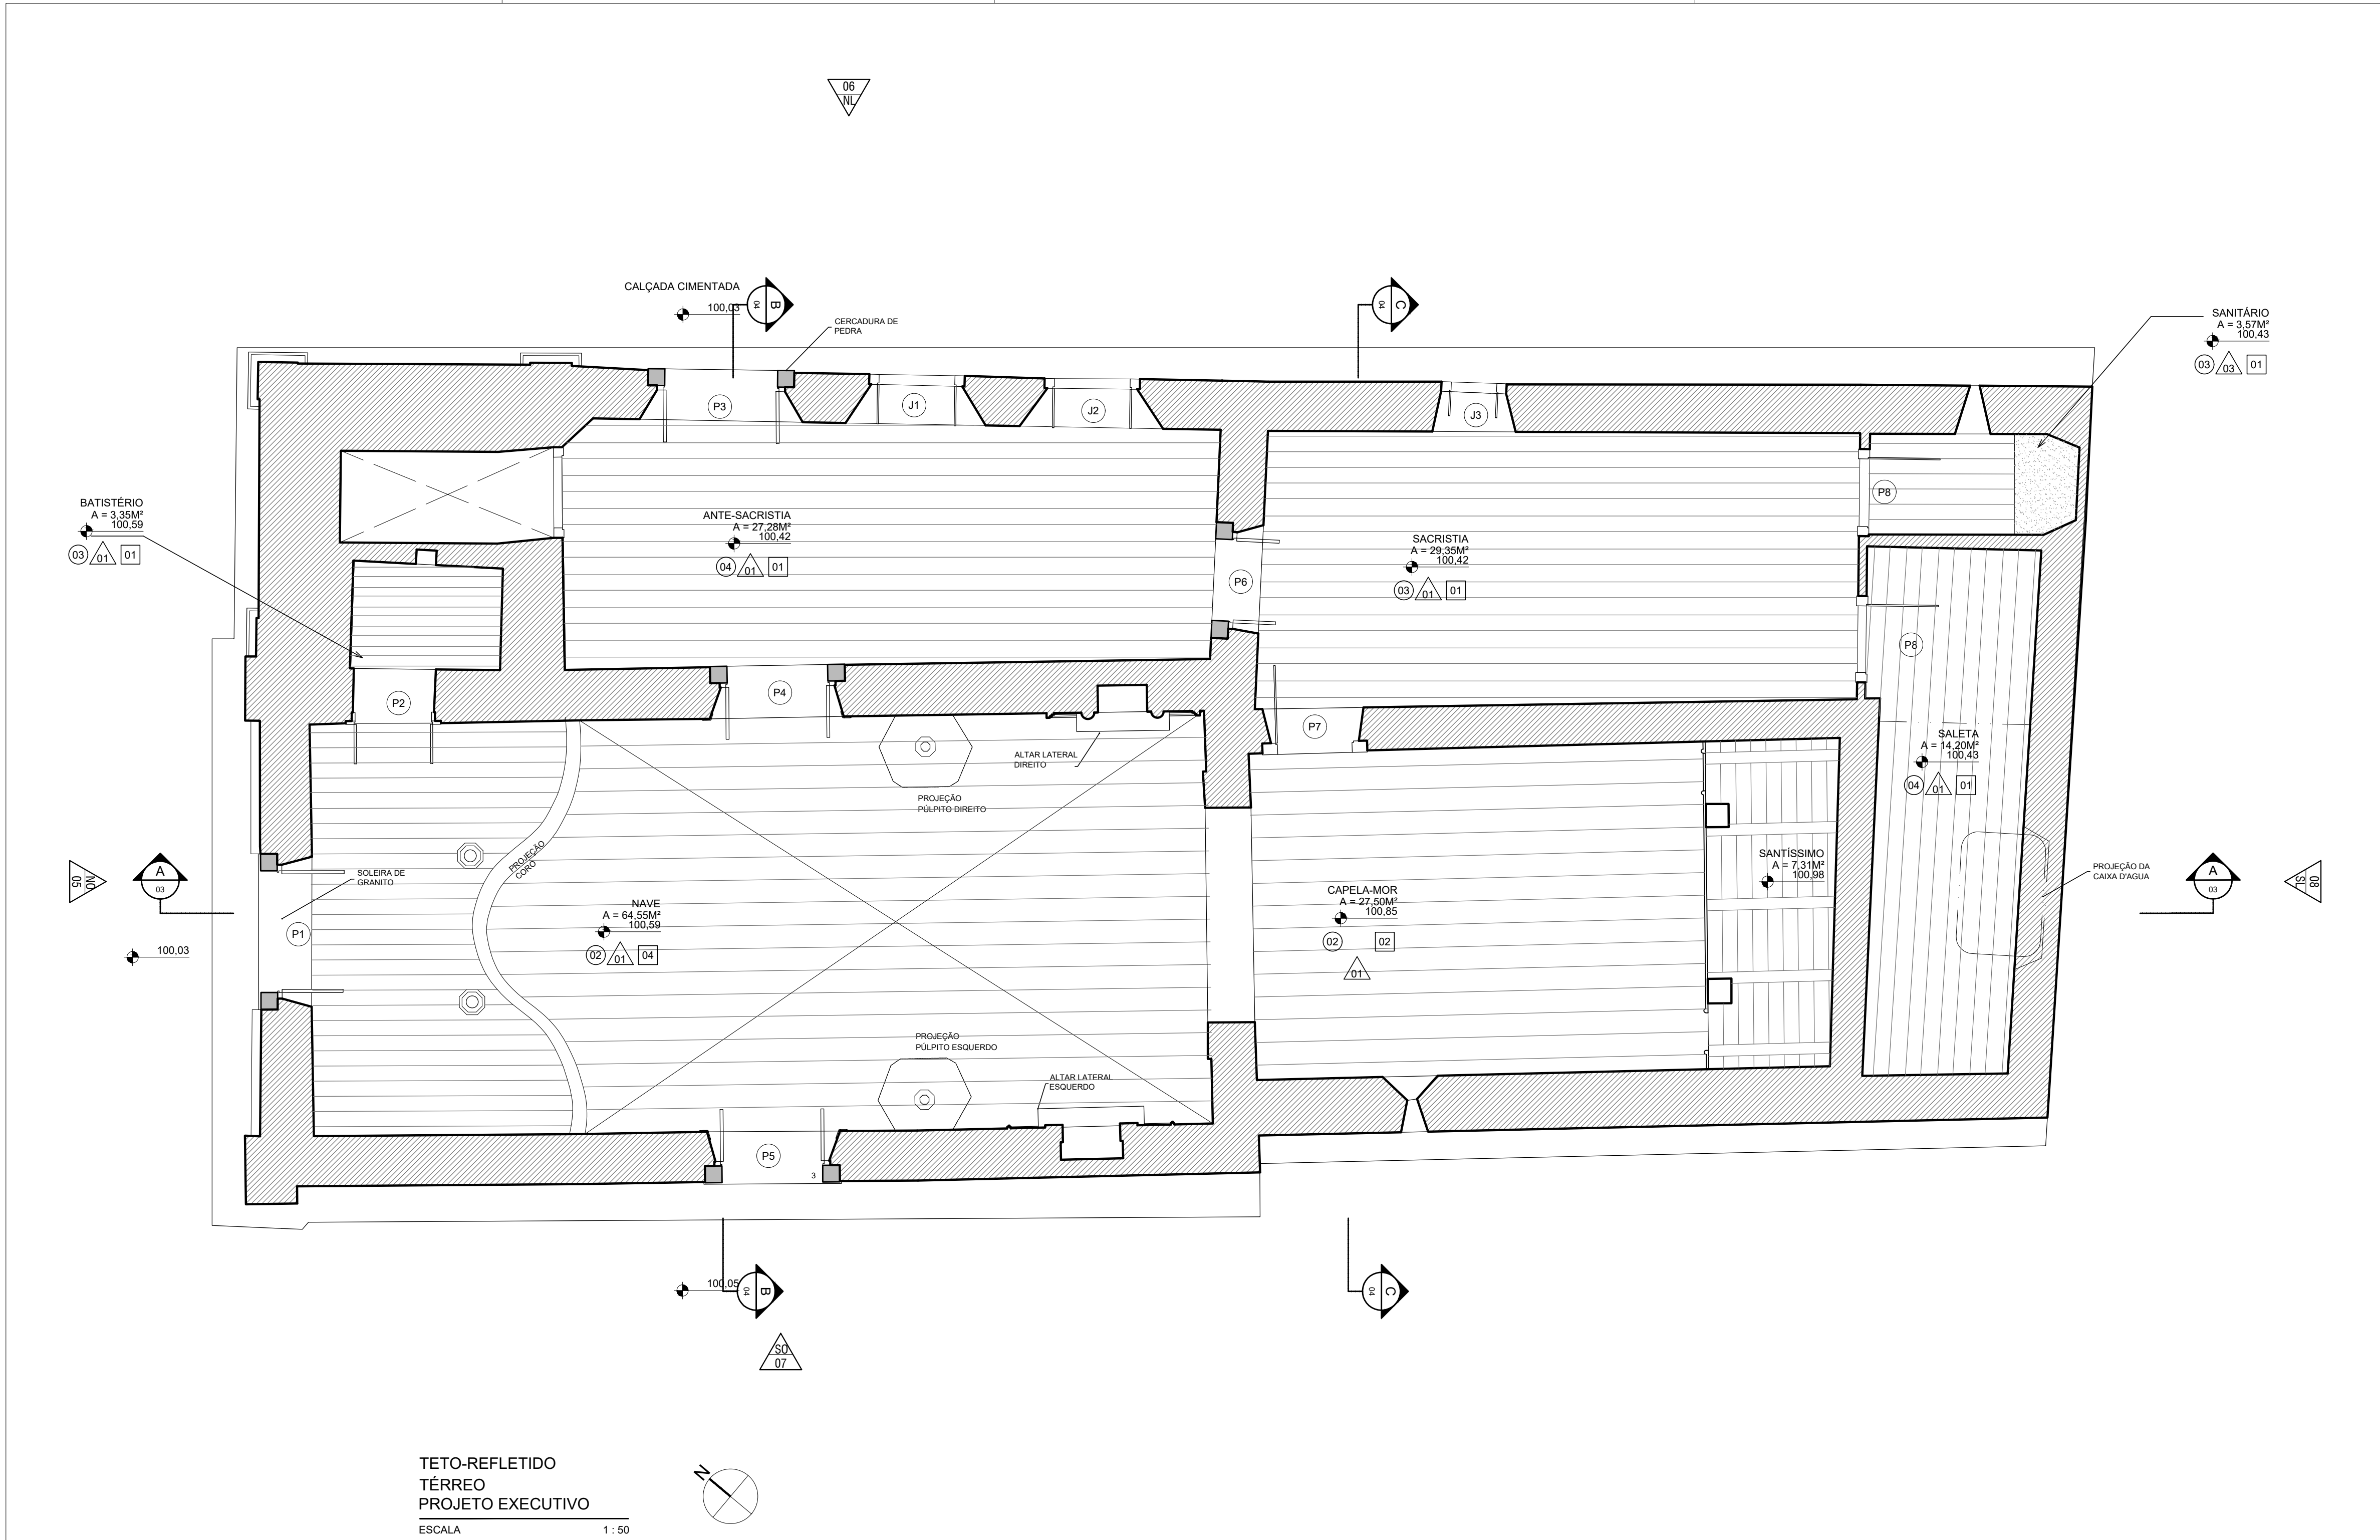 06
NL
CALÇADA CIMENTADA
100,03
B
04
C
04
CERCADURA DE
PEDRA
SANITÁRIO
A = 3,57M²
100,43
03
03
01
P3
J1
J2
J3
BATISTÉRIO
A = 3,35M²
100,59
03
01
01
ANTE-SACRISTIA
A = 27,28M²
100,42
04
01
01
SACRISTIA
A = 29,35M²
100,42
03
01
01
P8
P6
P8
P2
P4
P7
ALTAR LATERAL
DIREITO
PROJEÇÃO
PÚLPITO DIREITO
SALETA
A = 14,20M²
100,43
04
01
01
PROJEÇÃO
CORO
SOLEIRA DE
GRANITO
NO
05
A
03
100,03
P1
NAVE
A = 64,55M²
100,59
02
01
04
CAPELA-MOR
A = 27,50M²
100,85
02
02
01
SANTÍSSIMO
A = 7,31M²
100,98
PROJEÇÃO DA
CAIXA D'AGUA
A
03
08
SL
PROJEÇÃO
PÚLPITO ESQUERDO
ALTAR LATERAL
ESQUERDO
P5
3
100,05
B
04
C
04
SO
07
TETO-REFLETIDO
TÉRREO
PROJETO EXECUTIVO
ESCALA 1 : 50
N